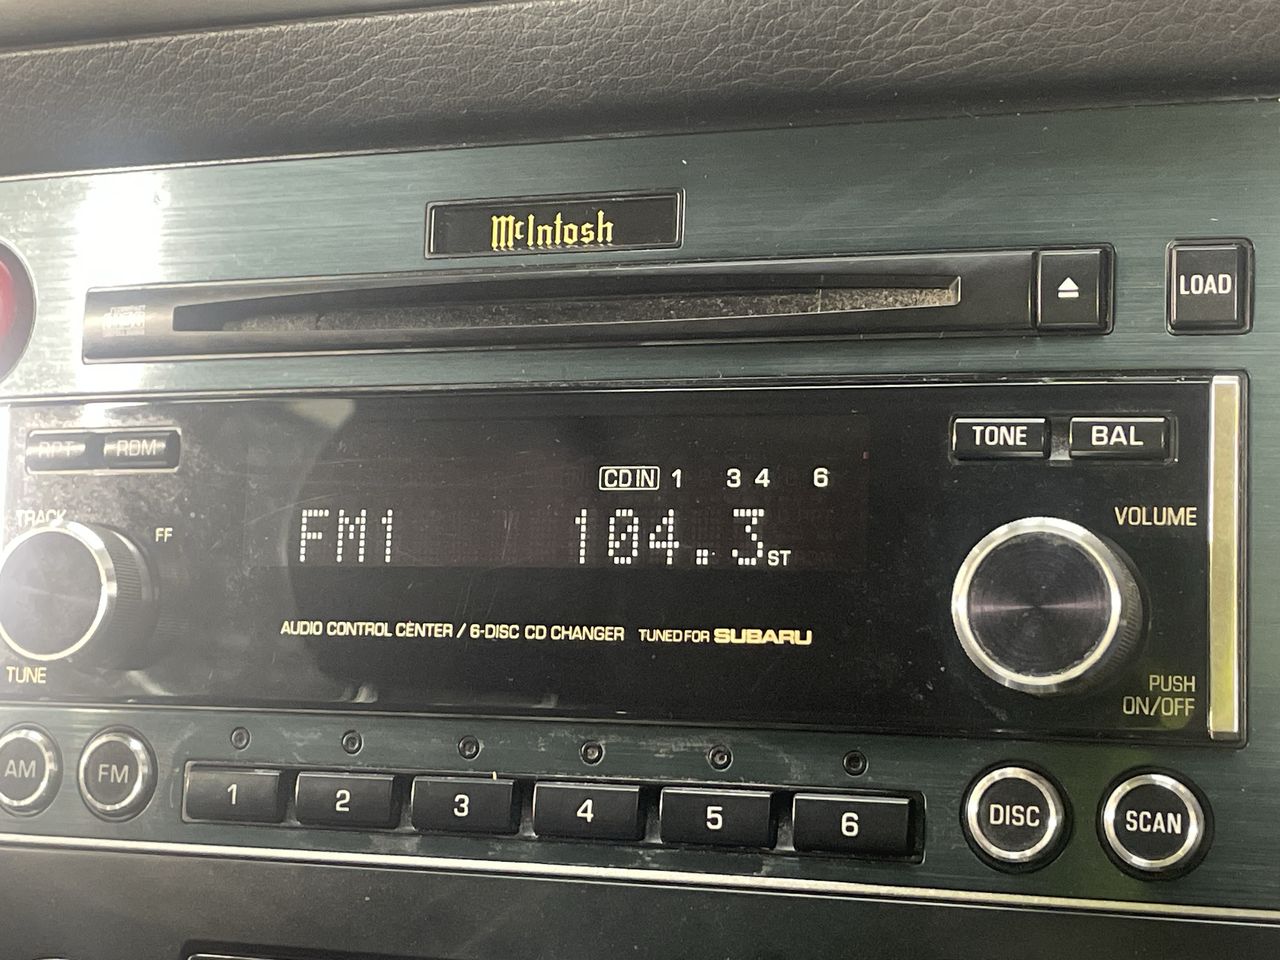 McIntosh
LOAD
RPT RDM
TONE BAL
CD IN 1 3 4 6
TRACK
FF
VOLUME
FM1 104.3 ST
AUDIO CONTROL CENTER / 6-DISC CD CHANGER TUNED FOR SUBARU
TUNE
PUSH
ON/OFF
AM FM
1 2 3 4 5 6
DISC SCAN